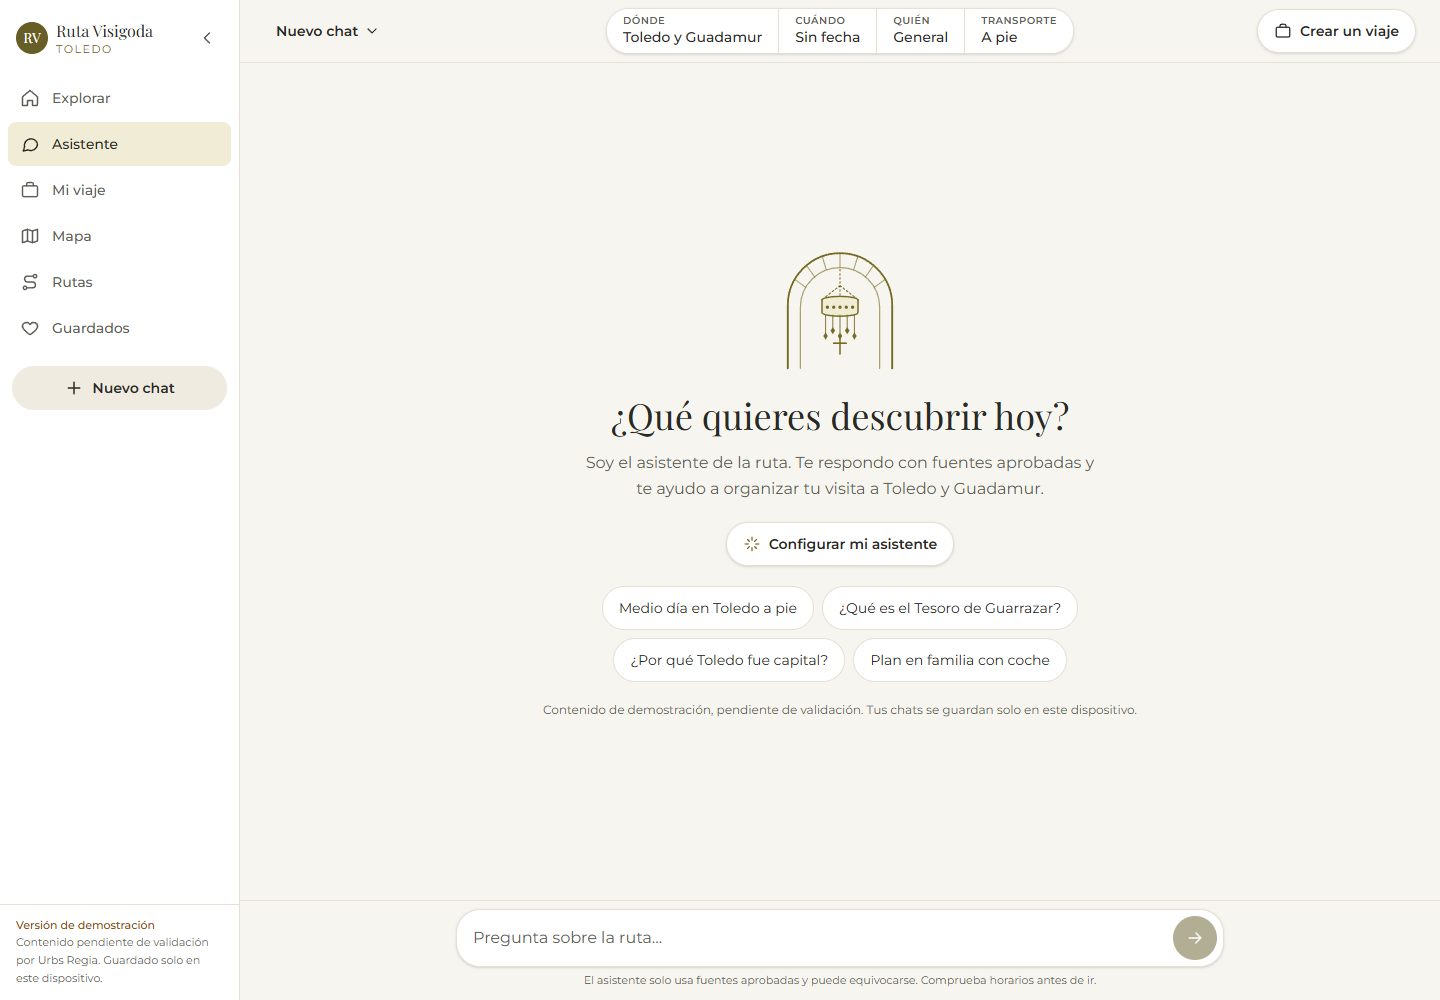 RV
Ruta Visigoda
TOLEDO
Explorar
Asistente
Mi viaje
Mapa
Rutas
Guardados
Nuevo chat
Versión de demostración
Contenido pendiente de validación
por Urbs Regia. Guardado solo en
este dispositivo.
Nuevo chat
DÓNDE
Toledo y Guadamur
CUÁNDO
Sin fecha
QUIÉN
General
TRANSPORTE
A pie
Crear un viaje
¿Qué quieres descubrir hoy?
Soy el asistente de la ruta. Te respondo con fuentes aprobadas y
te ayudo a organizar tu visita a Toledo y Guadamur.
Configurar mi asistente
Medio día en Toledo a pie
¿Qué es el Tesoro de Guarrazar?
¿Por qué Toledo fue capital?
Plan en familia con coche
Contenido de demostración, pendiente de validación. Tus chats se guardan solo en este dispositivo.
Pregunta sobre la ruta...
El asistente solo usa fuentes aprobadas y puede equivocarse. Comprueba horarios antes de ir.